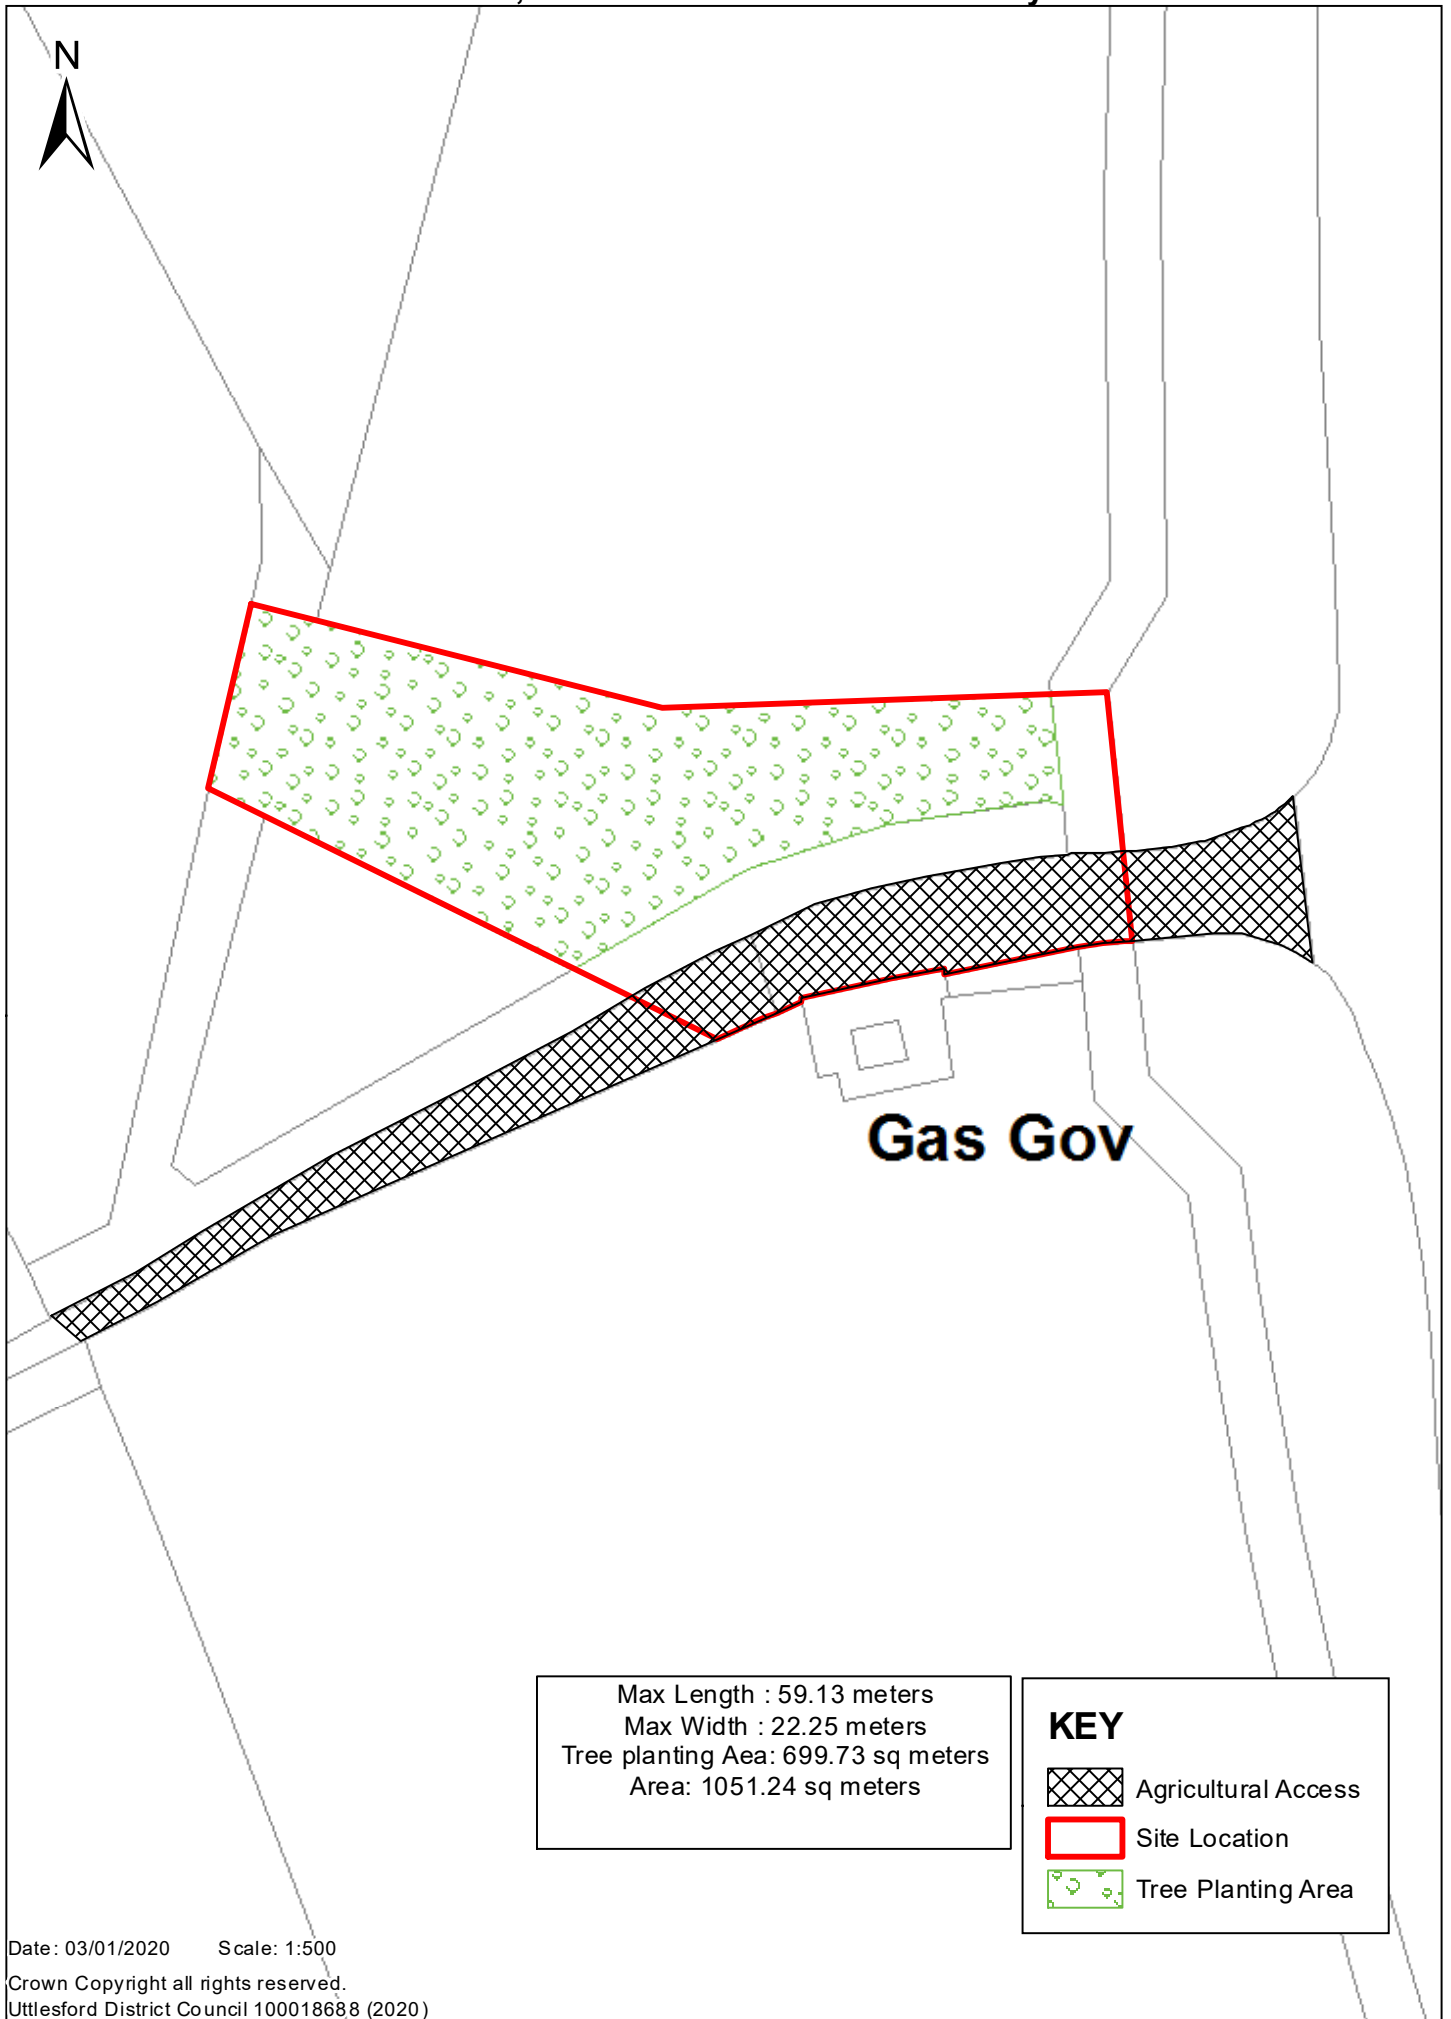 N
Gas Gov
Max Length : 59.13 meters
Max Width : 22.25 meters
Tree planting Aea: 699.73 sq meters
Area: 1051.24 sq meters
KEY
Agricultural Access
Site Location
Tree Planting Area
Date: 03/01/2020 Scale: 1:500
Crown Copyright all rights reserved.
Uttlesford District Council 100018688 (2020)